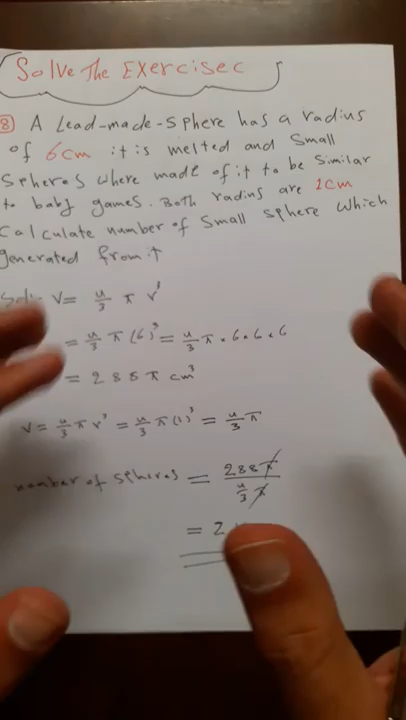 Solve The Exercisec
8 A Lead-made-sphere has a radius
of 6cm it is melted and small
spheres where made of it to be similar
to baby games. Both radius are 1cm
Calculate number of small sphere which
generated from it
V = 4/3 π r³
= 4/3 π (6)³ = 4/3 π . 6 . 6 . 6
= 288 π cm³
V = 4/3 π r³ = 4/3 π (1)³ = 4/3 π
number of spheres = 288π / 4/3 π
= 2